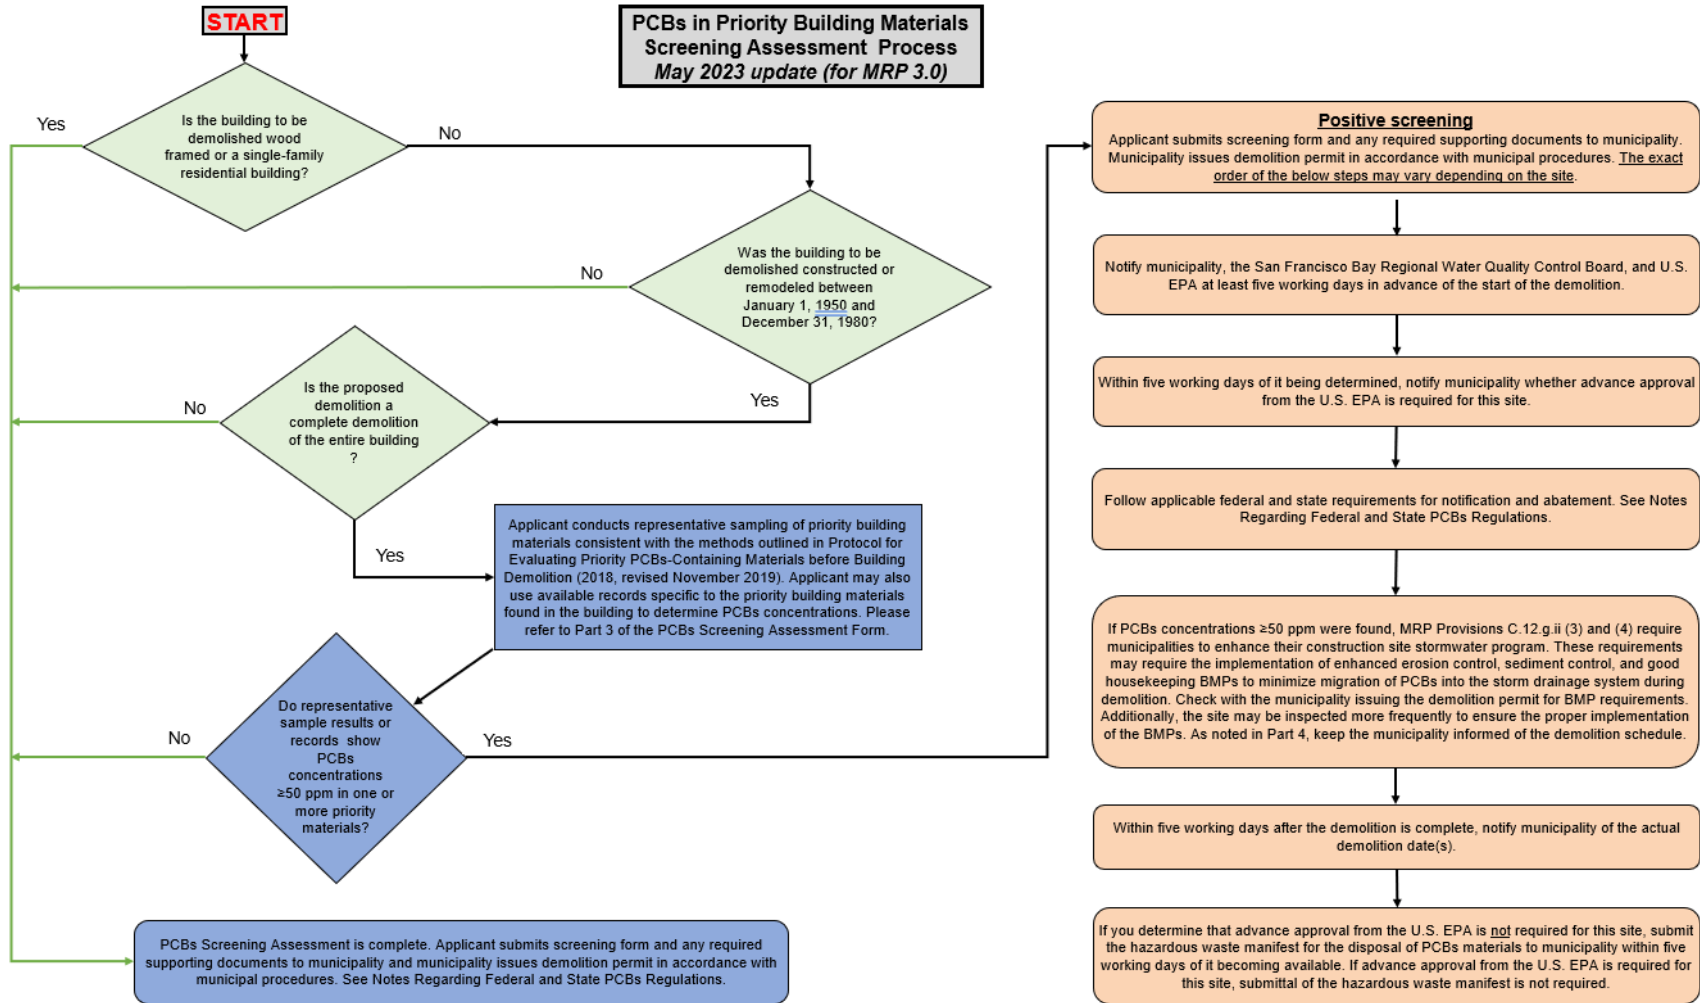 START
PCBs in Priority Building Materials
Screening Assessment Process
May 2023 update (for MRP 3.0)
Is the building to be
demolished wood
framed or a single-family
residential building?
Yes
No
Was the building to be
demolished constructed or
remodeled between
January 1, 1950 and
December 31, 1980?
No
Yes
Is the proposed
demolition a
complete demolition
of the entire building
?
No
Yes
Applicant conducts representative sampling of priority building
materials consistent with the methods outlined in Protocol for
Evaluating Priority PCBs-Containing Materials before Building
Demolition (2018, revised November 2019). Applicant may also
use available records specific to the priority building materials
found in the building to determine PCBs concentrations. Please
refer to Part 3 of the PCBs Screening Assessment Form.
Do representative
sample results or
records show
PCBs
concentrations
≥50 ppm in one or
more priority
materials?
No
Yes
PCBs Screening Assessment is complete. Applicant submits screening form and any required
supporting documents to municipality and municipality issues demolition permit in accordance with
municipal procedures. See Notes Regarding Federal and State PCBs Regulations.
Positive screening
Applicant submits screening form and any required supporting documents to municipality.
Municipality issues demolition permit in accordance with municipal procedures. The exact
order of the below steps may vary depending on the site.
Notify municipality, the San Francisco Bay Regional Water Quality Control Board, and U.S.
EPA at least five working days in advance of the start of the demolition.
Within five working days of it being determined, notify municipality whether advance approval
from the U.S. EPA is required for this site.
Follow applicable federal and state requirements for notification and abatement. See Notes
Regarding Federal and State PCBs Regulations.
If PCBs concentrations ≥50 ppm were found, MRP Provisions C.12.g.ii (3) and (4) require
municipalities to enhance their construction site stormwater program. These requirements
may require the implementation of enhanced erosion control, sediment control, and good
housekeeping BMPs to minimize migration of PCBs into the storm drainage system during
demolition. Check with the municipality issuing the demolition permit for BMP requirements.
Additionally, the site may be inspected more frequently to ensure the proper implementation
of the BMPs. As noted in Part 4, keep the municipality informed of the demolition schedule.
Within five working days after the demolition is complete, notify municipality of the actual
demolition date(s).
If you determine that advance approval from the U.S. EPA is not required for this site, submit
the hazardous waste manifest for the disposal of PCBs materials to municipality within five
working days of it becoming available. If advance approval from the U.S. EPA is required for
this site, submittal of the hazardous waste manifest is not required.